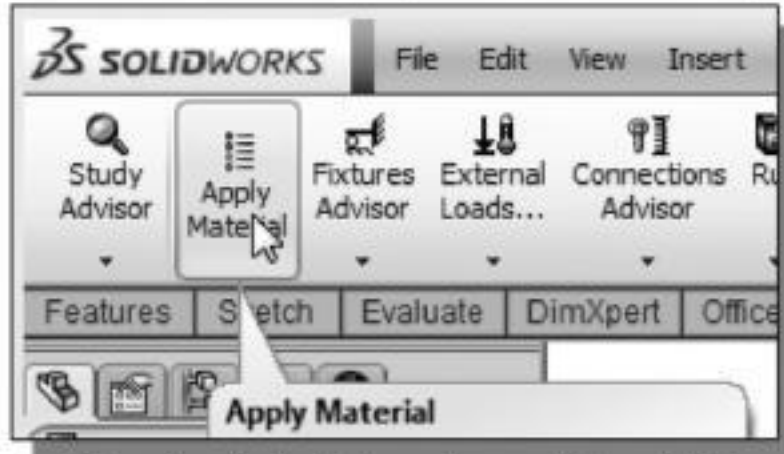 SOLIDWORKS File Edit View Insert
Study Advisor
Apply Material
Fixtures Advisor
External Loads...
Connections Advisor
Features Sketch Evaluate DimXpert Office
Apply Material